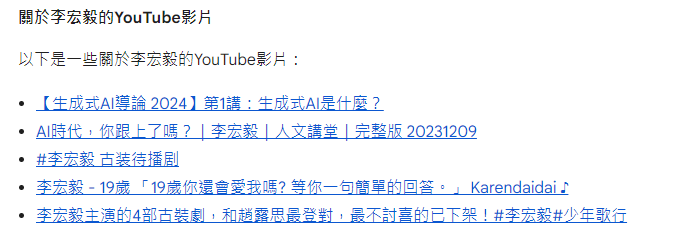 關於李宏毅的YouTube影片
以下是一些關於李宏毅的YouTube影片：
• 【生成式AI導論 2024】第1講：生成式AI是什麼？
• AI時代，你跟上了嗎？｜李宏毅｜人文講堂｜完整版 20231209
• #李宏毅 古装待播剧
• 李宏毅 - 19歲 「19歲你還會愛我嗎? 等你一句簡單的回答。」 Karendaidai ♪
• 李宏毅主演的4部古裝劇，和趙露思最登對，最不討喜的已下架！#李宏毅#少年歌行